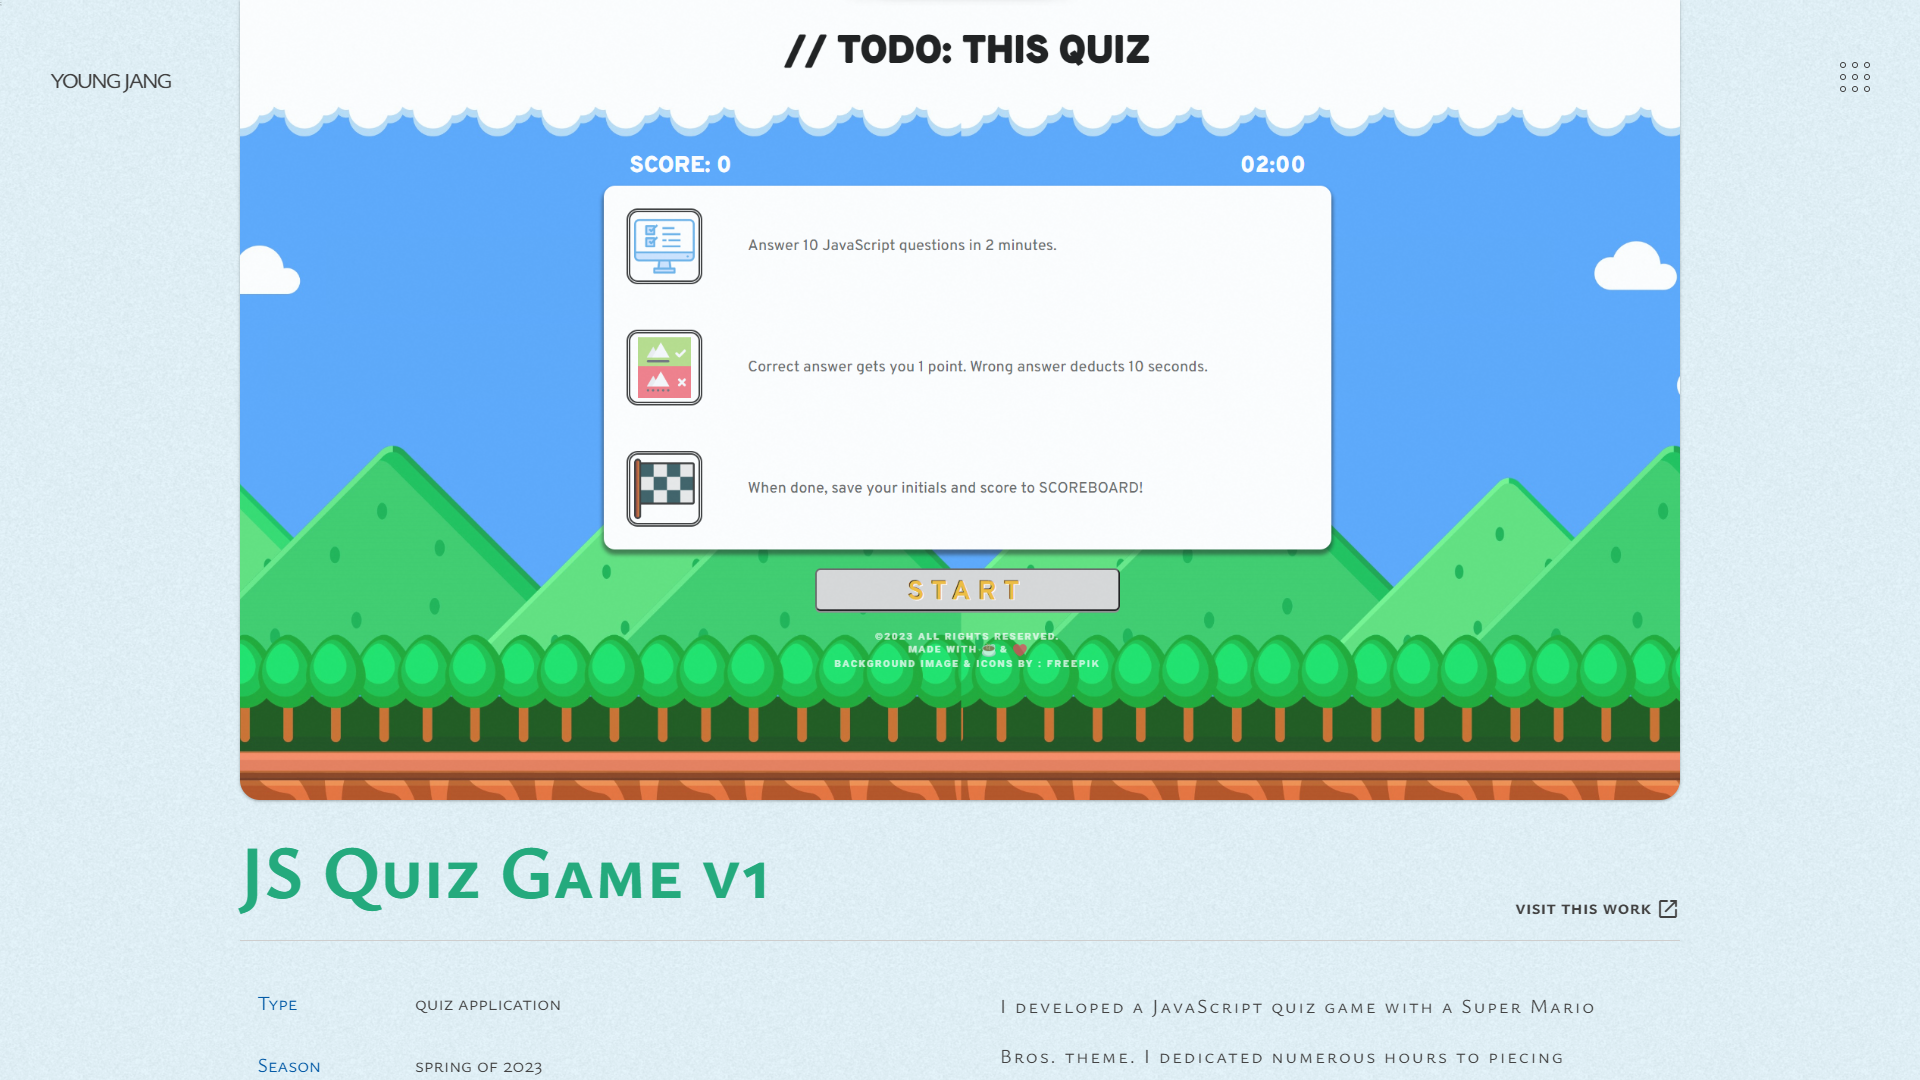 // TODO: THIS QUIZ
YOUNG JANG
SCORE: 0
02:00
Answer 10 JavaScript questions in 2 minutes.
Correct answer gets you 1 point. Wrong answer deducts 10 seconds.
When done, save your initials and score to SCOREBOARD!
START
©2023 ALL RIGHTS RESERVED.
MADE WITH ☕ & ❤️
BACKGROUND IMAGE & ICONS BY : FREEPIK
JS Quiz Game v1
VISIT THIS WORK
Type
QUIZ APPLICATION
Season
SPRING OF 2023
I developed a JavaScript quiz game with a Super Mario
Bros. theme. I dedicated numerous hours to piecing